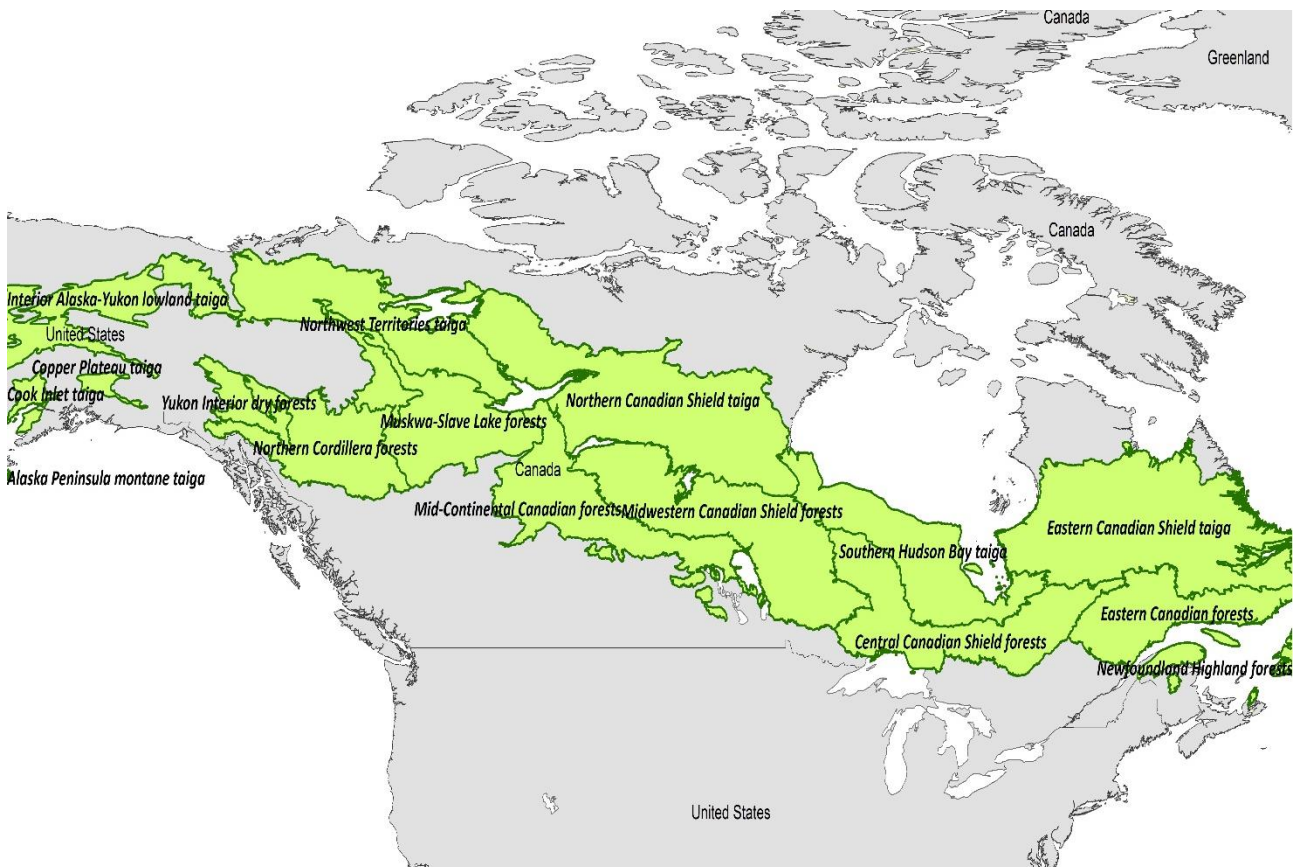 Canada
Greenland
Canada
Interior Alaska-Yukon lowland taiga
Northwest Territories taiga
United States
Copper Plateau taiga
Cook Inlet taiga
Yukon Interior dry forests
Northern Canadian Shield taiga
Muskwa-Slave Lake forests
Northern Cordillera forests
Canada
Alaska Peninsula montane taiga
Mid-Continental Canadian forests
Midwestern Canadian Shield forests
Eastern Canadian Shield taiga
Southern Hudson Bay taiga
Eastern Canadian forests
Central Canadian Shield forests
Newfoundland Highland forests
United States